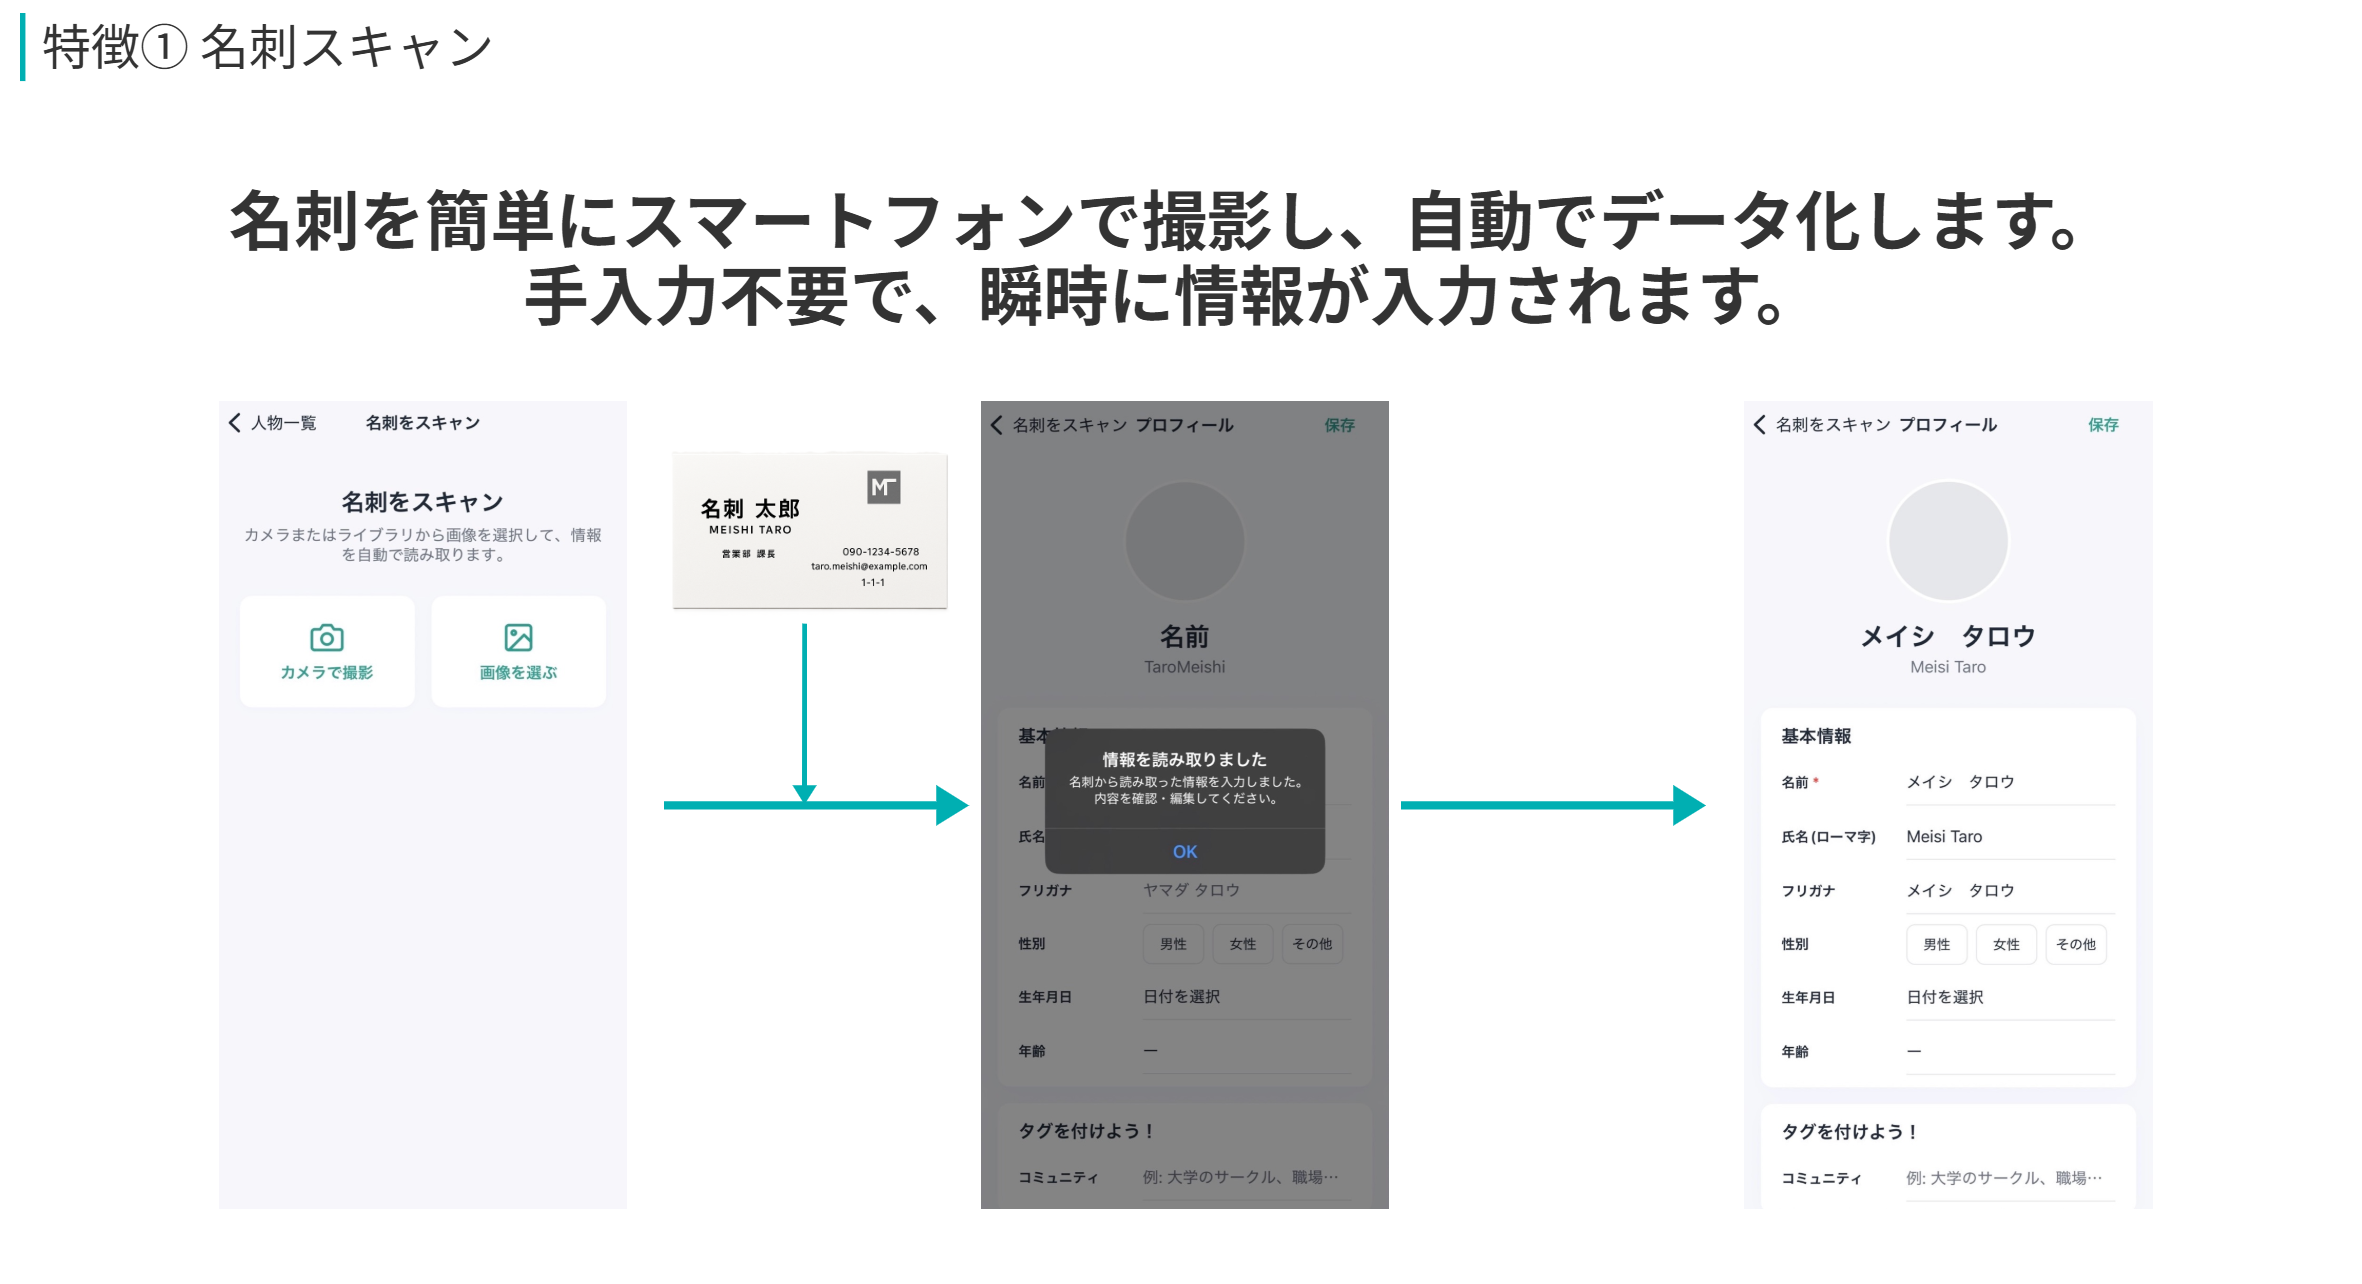 特徴① 名刺スキャン
名刺を簡単にスマートフォンで撮影し、自動でデータ化します。
手入力不要で、瞬時に情報が入力されます。
人物一覧 名刺をスキャン
名刺をスキャン
カメラまたはライブラリから画像を選択して、情報
を自動で読み取ります。
カメラで撮影 画像を選ぶ
MT
名刺 太郎
MEISHI TARO
営業部 課長
090-1234-5678
taro.meishi@example.com
1-1-1
名刺をスキャン プロフィール 保存
名前
TaroMeishi
基本
情報を読み取りました
名刺から読み取った情報を入力しました。
内容を確認・編集してください。
OK
名前
氏名
フリガナ ヤマダ タロウ
性別 男性 女性 その他
生年月日 日付を選択
年齢 —
タグを付けよう！
コミュニティ 例: 大学のサークル、職場…
名刺をスキャン プロフィール 保存
メイシ　タロウ
Meisi Taro
基本情報
名前 * メイシ　タロウ
氏名(ローマ字) Meisi Taro
フリガナ メイシ　タロウ
性別 男性 女性 その他
生年月日 日付を選択
年齢 —
タグを付けよう！
コミュニティ 例: 大学のサークル、職場…